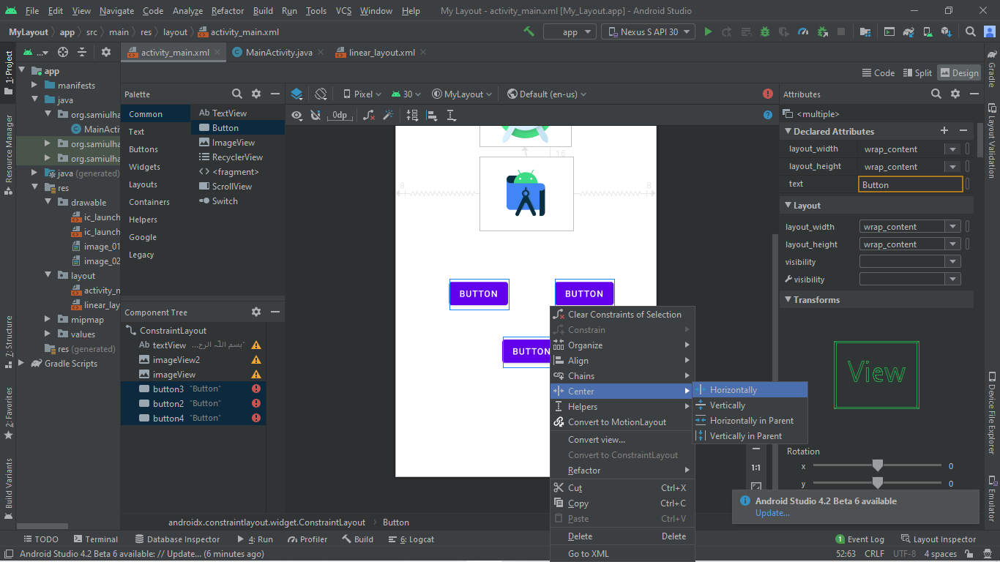 File Edit View Navigate Code Analyze Refactor Build Run Tools VCS Window Help My Layout - activity_main.xml [My_Layout.app] - Android Studio
MyLayout app src main res layout activity_main.xml
app Nexus S API 30
1: Project
Resource Manager
7: Structure
2: Favorites
Build Variants
...
app
manifests
java
org.samiulha
MainActi
org.samiulha
org.samiulha
java (generated)
res
drawable
ic_launch
ic_launch
image_01
image_02
layout
activity_m
linear_lay
mipmap
values
res (generated)
Gradle Scripts
activity_main.xml MainActivity.java linear_layout.xml
Code Split Design
Palette
Common
Text
Buttons
Widgets
Layouts
Containers
Helpers
Google
Legacy
Ab TextView
Button
ImageView
RecyclerView
<fragment>
ScrollView
Switch
Component Tree
ConstraintLayout
Ab textView "بسم اللہ الرح...
imageView2
imageView
button3 "Button"
button2 "Button"
button4 "Button"
Pixel 30 MyLayout Default (en-us)
0dp
16
8 8
BUTTON BUTTON
BUTTON
Clear Constraints of Selection
Constrain
Organize
Align
Chains
Center
Helpers
Convert to MotionLayout
Convert view...
Convert to ConstraintLayout
Refactor
Cut Ctrl+X
Copy Ctrl+C
Paste Ctrl+V
Delete Delete
Go to XML
Horizontally
Vertically
Horizontally in Parent
Vertically in Parent
1:1
Attributes
<multiple>
Declared Attributes
layout_width wrap_content
layout_height wrap_content
text Button
Layout
layout_width wrap_content
layout_height wrap_content
visibility
visibility
Transforms
View
Rotation
x 0
y 0
Android Studio 4.2 Beta 6 available
Update...
Gradle
Layout Validation
Device File Explorer
Emulator
androidx.constraintlayout.widget.ConstraintLayout Button
TODO Terminal Database Inspector 4: Run Profiler Build 6: Logcat 1 Event Log Layout Inspector
Android Studio 4.2 Beta 6 available: // Update... (6 minutes ago) 52:63 CRLF UTF-8 4 spaces